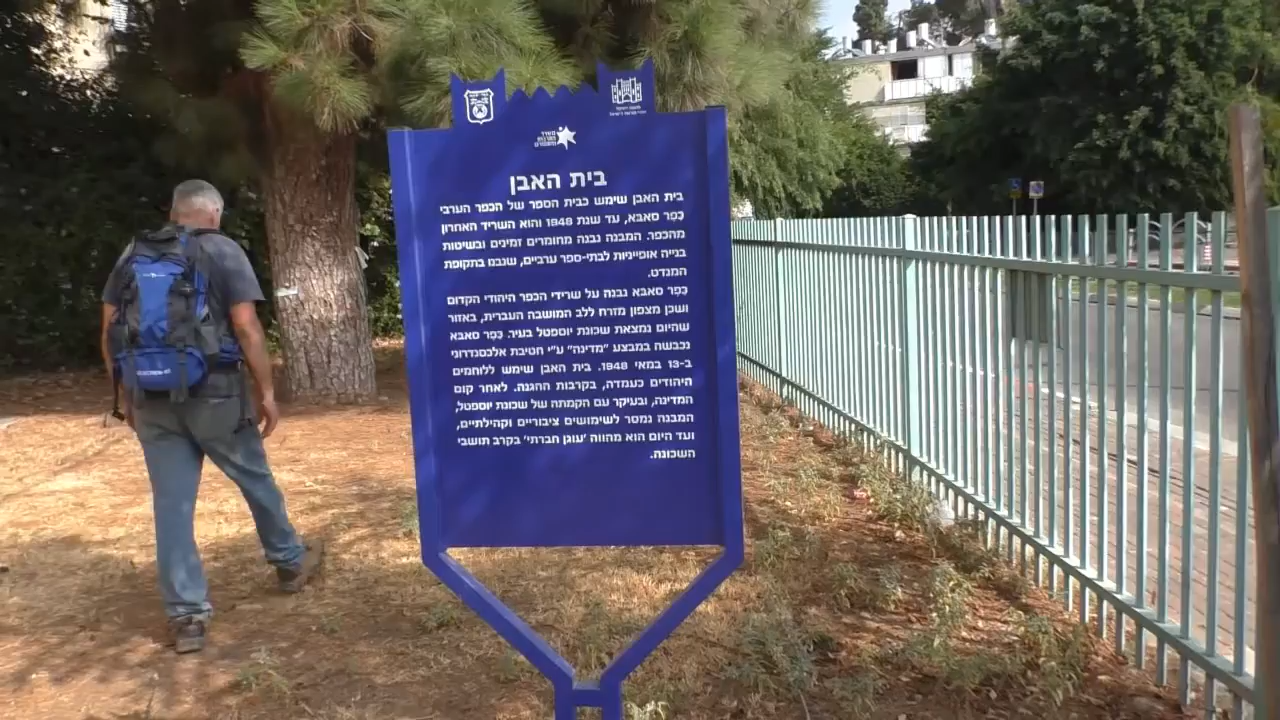 משרד
התרבות
והספורט
בית האבן
בית האבן שימש כבית הספר של הכפר הערבי
כַּפְר סאבא, עד שנת 1948 והוא השריד האחרון
מהכפר. המבנה נבנה מחומרים זמינים ובשיטות
בנייה אופייניות לבתי-ספר ערביים, שנבנו בתקופת
המנדט.
כַּפְר סאבא נבנה על שרידי הכפר היהודי הקדום
ושכן מצפון מזרח ללב המושבה העברית, באזור
שהיום נמצאת שכונת יוספטל בעיר. כַּפְר סאבא
נכבשה במבצע "מדינה" ע"י חטיבת אלכסנדרוני
ב-13 במאי 1948. בית האבן שימש ללוחמים
היהודים כעמדה, בקרבות ההגנה. לאחר קום
המדינה, ובעיקר עם הקמתה של שכונת יוספטל,
המבנה נמסר לשימושים ציבוריים וקהילתיים,
ועד היום הוא מהווה 'עוגן חברתי' בקרב תושבי
השכונה.